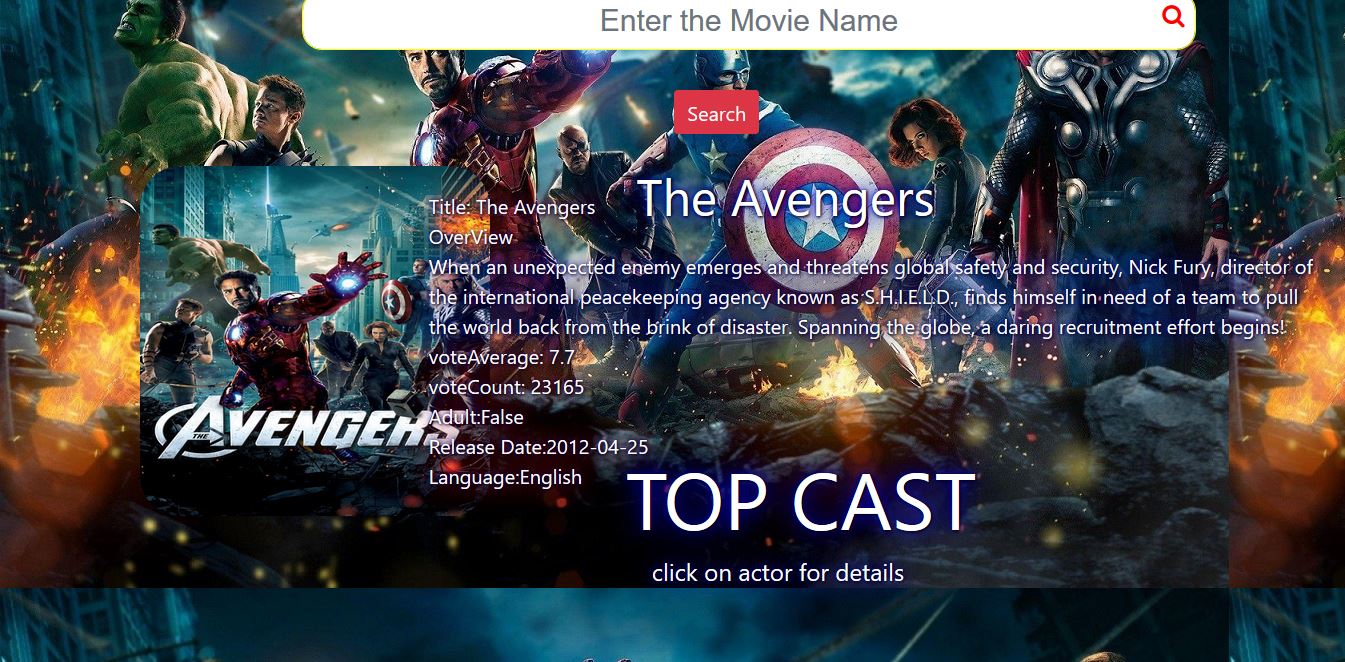 Enter the Movie Name
Search
The Avengers
Title: The Avengers
OverView
When an unexpected enemy emerges and threatens global safety and security, Nick Fury, director of
the international peacekeeping agency known as S.H.I.E.L.D., finds himself in need of a team to pull
the world back from the brink of disaster. Spanning the globe, a daring recruitment effort begins!
voteAverage: 7.7
voteCount: 23165
Adult:False
Release Date:2012-04-25
Language:English
THE AVENGERS
TOP CAST
click on actor for details